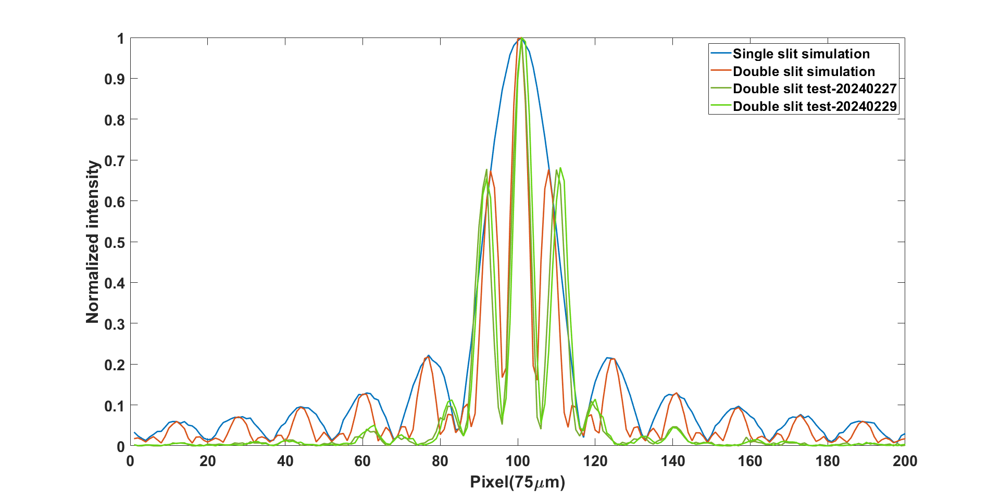 Single slit simulation
Double slit simulation
Double slit test-20240227
Double slit test-20240229
Normalized intensity
1
0.9
0.8
0.7
0.6
0.5
0.4
0.3
0.2
0.1
0
0 20 40 60 80 100 120 140 160 180 200
Pixel(75μm)